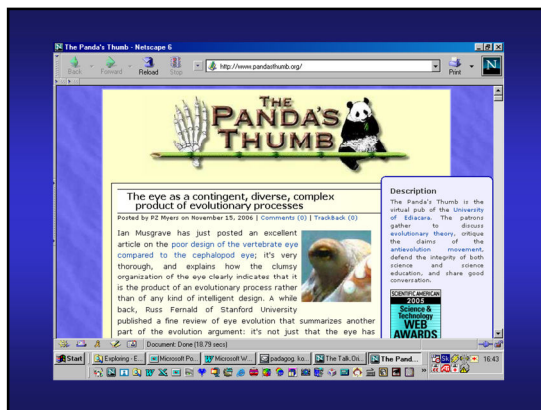 The Panda's Thumb - Netscape 6
Back Forward Reload Stop http://www.pandasthumb.org/ Print N
THE
PANDA'S
THUMB
The eye as a contingent, diverse, complex
product of evolutionary processes
Posted by PZ Myers on November 15, 2006 | Comments (0) | TrackBack (0)
Ian Musgrave has just posted an excellent
article on the poor design of the vertebrate eye
compared to the cephalopod eye; it's very
thorough, and explains how the clumsy
organization of the eye clearly indicates that it
is the product of an evolutionary process rather
than of any kind of intelligent design. A while
back, Russ Fernald of Stanford University
published a fine review of eye evolution that summarizes another
part of the evolution argument: it's not just that the eye has
Description
The Panda's Thumb is the
virtual pub of the University
of Ediacara. The patrons
gather to discuss
evolutionary theory, critique
the claims of the
antievolution movement,
defend the integrity of both
science and science
education, and share good
conversation.
SCIENTIFIC AMERICAN
2005
Science &
Technology
WEB
AWARDS
Document: Done (18.79 secs)
Start Exploring - E... Microsoft Po... Microsoft W... padagog. ko... The Talk.Ori... The Pand... 16:43